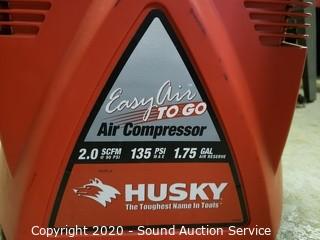 Easy Air
TO GO
Air Compressor
2.0 SCFM @ 90 PSI 135 PSI MAX 1.75 GAL AIR RESERVE
HUSKY
The Toughest Name In Tools
Copyright 2020 - Sound Auction Service